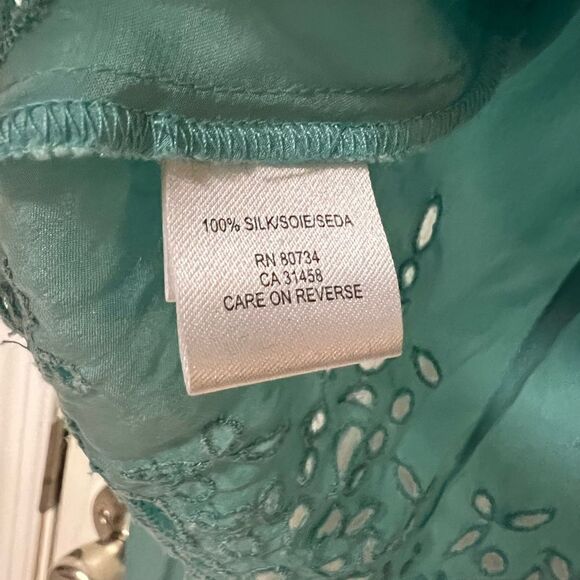 100% SILK/SOIE/SEDA
RN 80734
CA 31458
CARE ON REVERSE